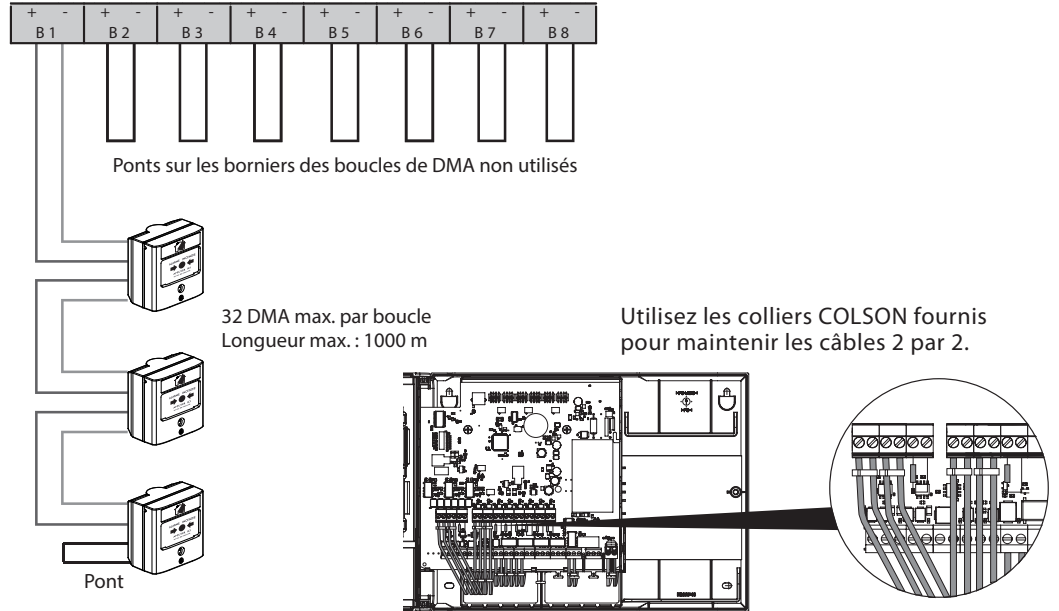 + - + - + - + - + - + - + - + -
B 1 B 2 B 3 B 4 B 5 B 6 B 7 B 8
Ponts sur les borniers des boucles de DMA non utilisés
32 DMA max. par boucle
Longueur max. : 1000 m
Utilisez les colliers COLSON fournis
pour maintenir les câbles 2 par 2.
Pont